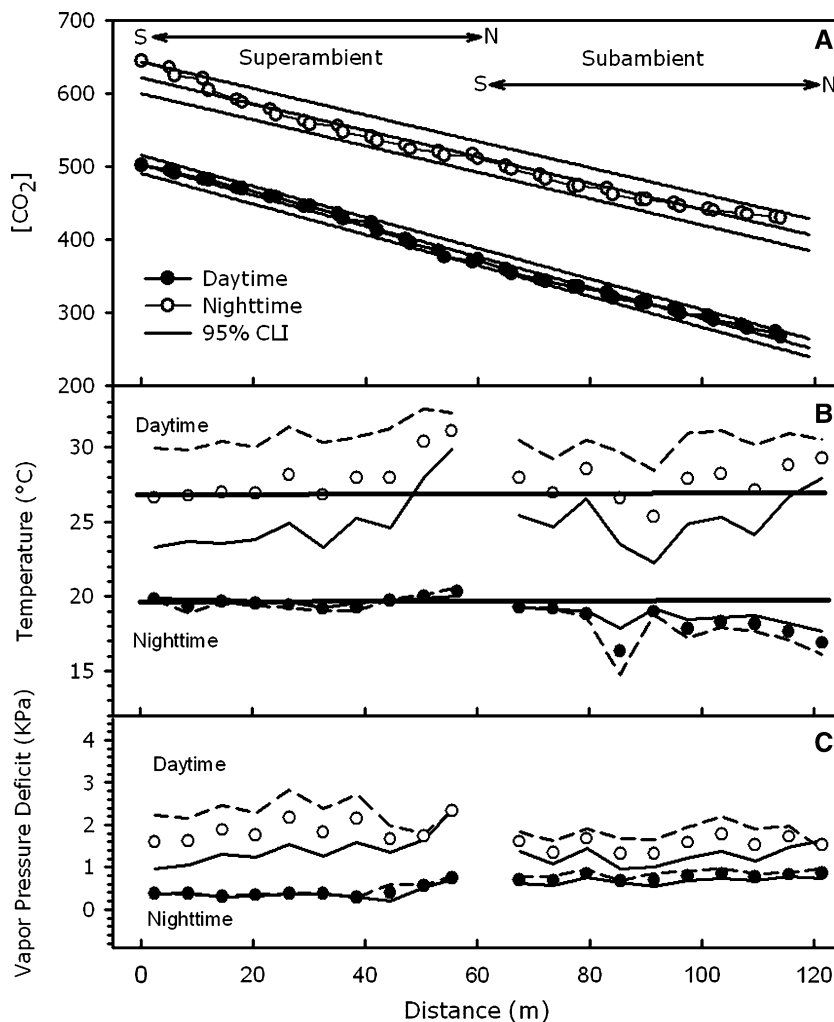 A
S N
Superambient
Subambient
S N
700
600
500
400
300
200
[CO2]
Daytime
Nighttime
95% CLI
B
Daytime
30
25
20
15
Temperature (°C)
Nighttime
C
4
3
2
1
0
Vapor Pressure Deficit (KPa)
Daytime
Nighttime
0 20 40 60 80 100 120
Distance (m)